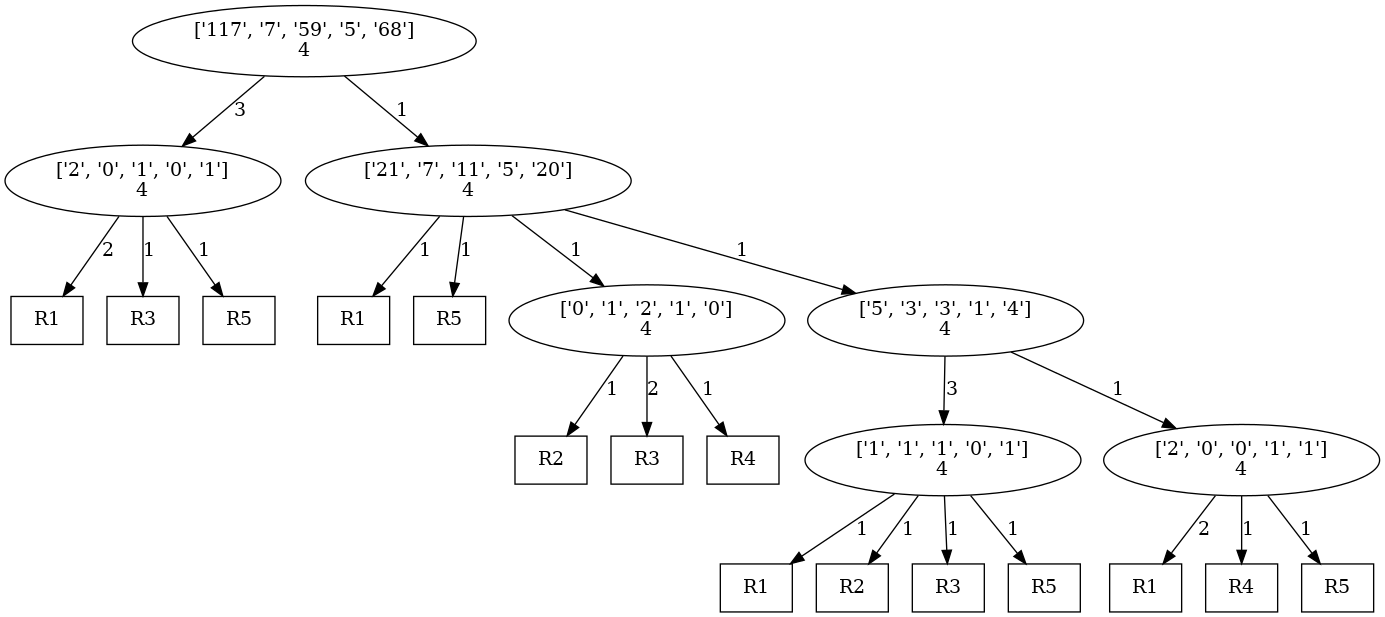 ['117', '7', '59', '5', '68']
4
3
1
['2', '0', '1', '0', '1']
4
['21', '7', '11', '5', '20']
4
2
1
1
1
1
1
1
R1
R3
R5
R1
R5
['0', '1', '2', '1', '0']
4
['5', '3', '3', '1', '4']
4
1
2
1
3
1
R2
R3
R4
['1', '1', '1', '0', '1']
4
['2', '0', '0', '1', '1']
4
1
1
1
1
2
1
1
R1
R2
R3
R5
R1
R4
R5